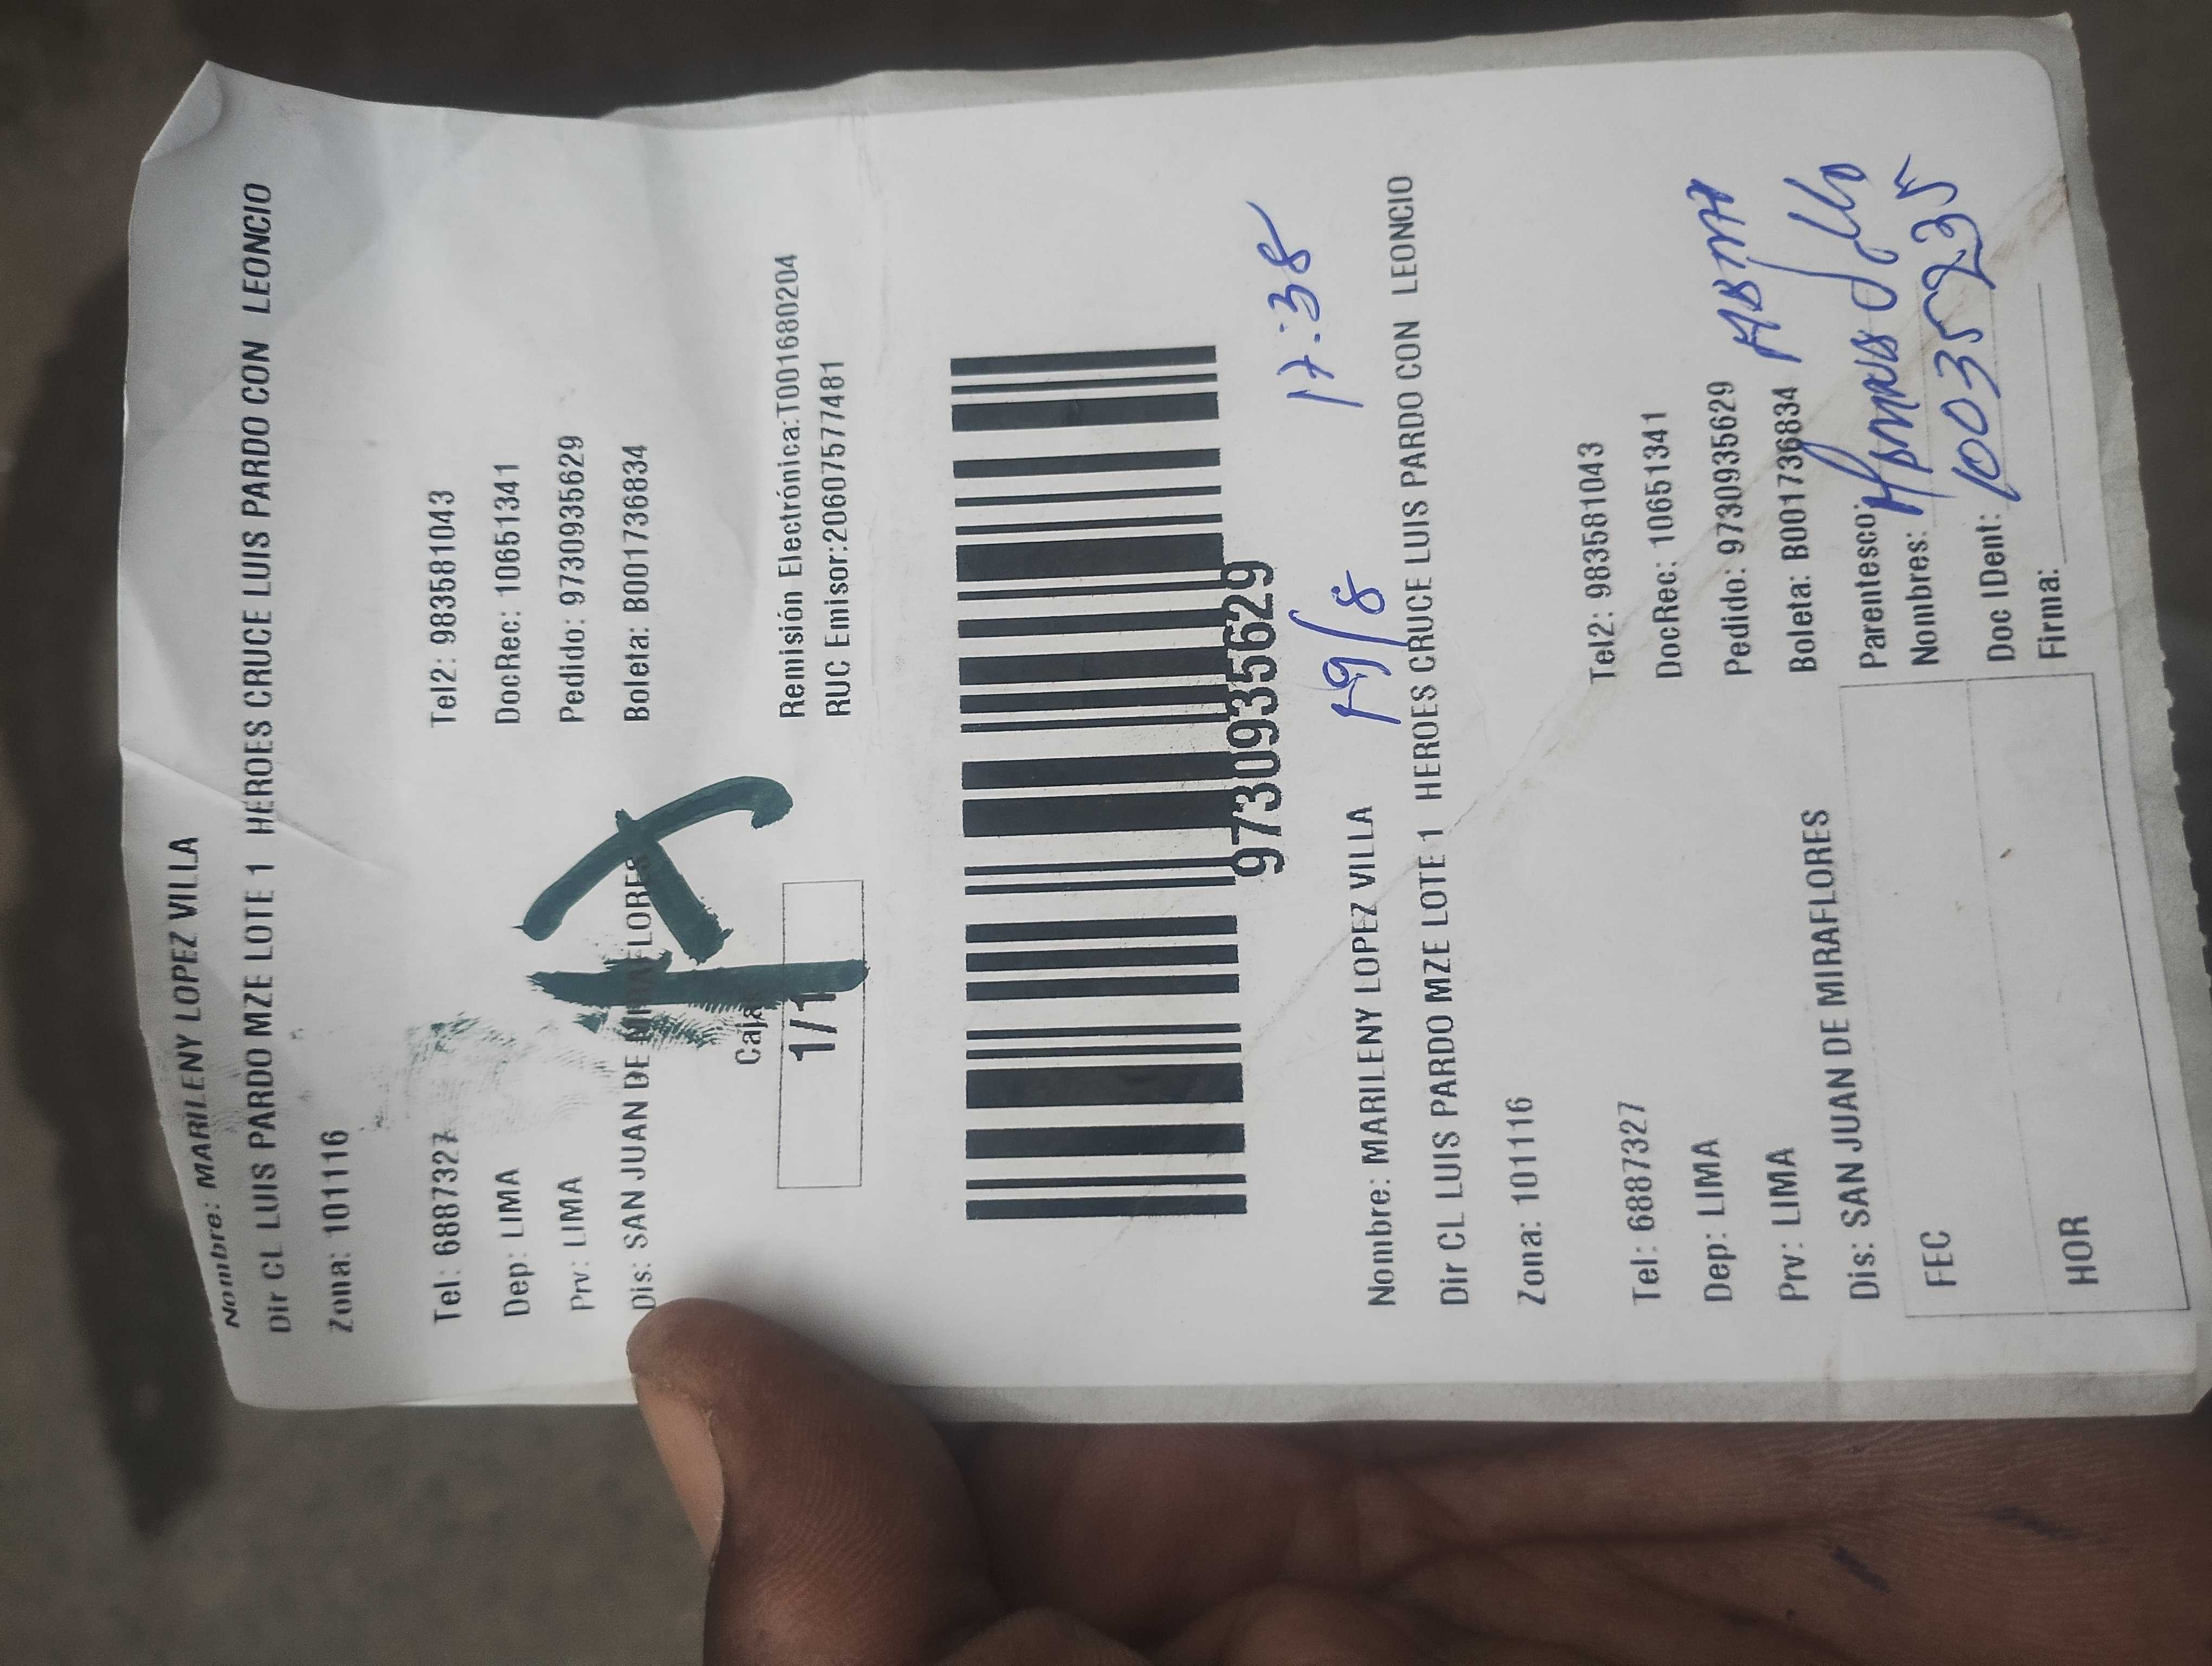 Nombre: MARILENY LOPEZ VILLA
Dir CL LUIS PARDO MZE LOTE 1 HEROES CRUCE LUIS PARDO CON LEONCIO
Zona: 101116
Tel: 6887327 Tel2: 983581043
Dep: LIMA DocRec: 10651341
Prv: LIMA Pedido: 9730935629
Dis: SAN JUAN DE MIRAFLORES Boleta: B001736834
Caja
1/1
Remisión Electrónica:T001680204
RUC Emisor:20607577481
9730935629
19/8 17:38
Nombre: MARILENY LOPEZ VILLA
Dir CL LUIS PARDO MZE LOTE 1 HEROES CRUCE LUIS PARDO CON LEONCIO
Zona: 101116
Tel: 6887327 Tel2: 983581043
Dep: LIMA DocRec: 10651341
Prv: LIMA Pedido: 9730935629
Dis: SAN JUAN DE MIRAFLORES Boleta: B001736834
FEC
HOR
Parentesco:
Nombres:
Doc IDent: 10035235
Firma: